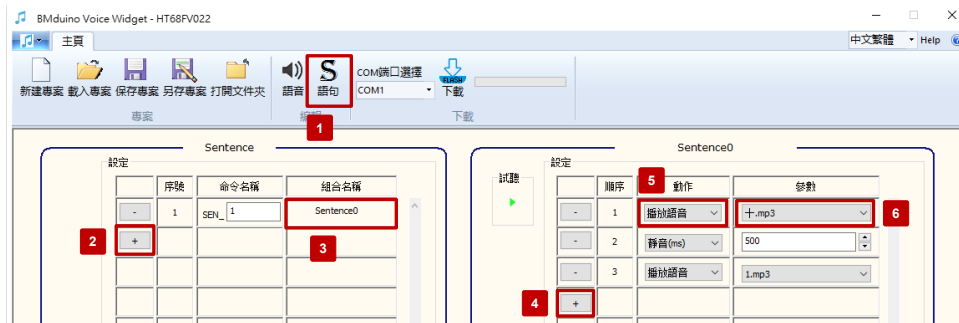 BMduino Voice Widget - HT68FV022
主頁
中文繁體
Help
新建專案 載入專案 保存專案 另存專案 打開文件夾
語音
S
語句
COM端口選擇
COM1
FLASH
下載
專案
下載
1
Sentence
設定
序號 命令名稱 組合名稱
- 1 SEN_ 1 Sentence0
2 +
3
Sentence0
試聽
設定
5
順序 動作 參數
- 1 播放語音 十.mp3 6
- 2 靜音(ms) 500
- 3 播放語音 1.mp3
4 +